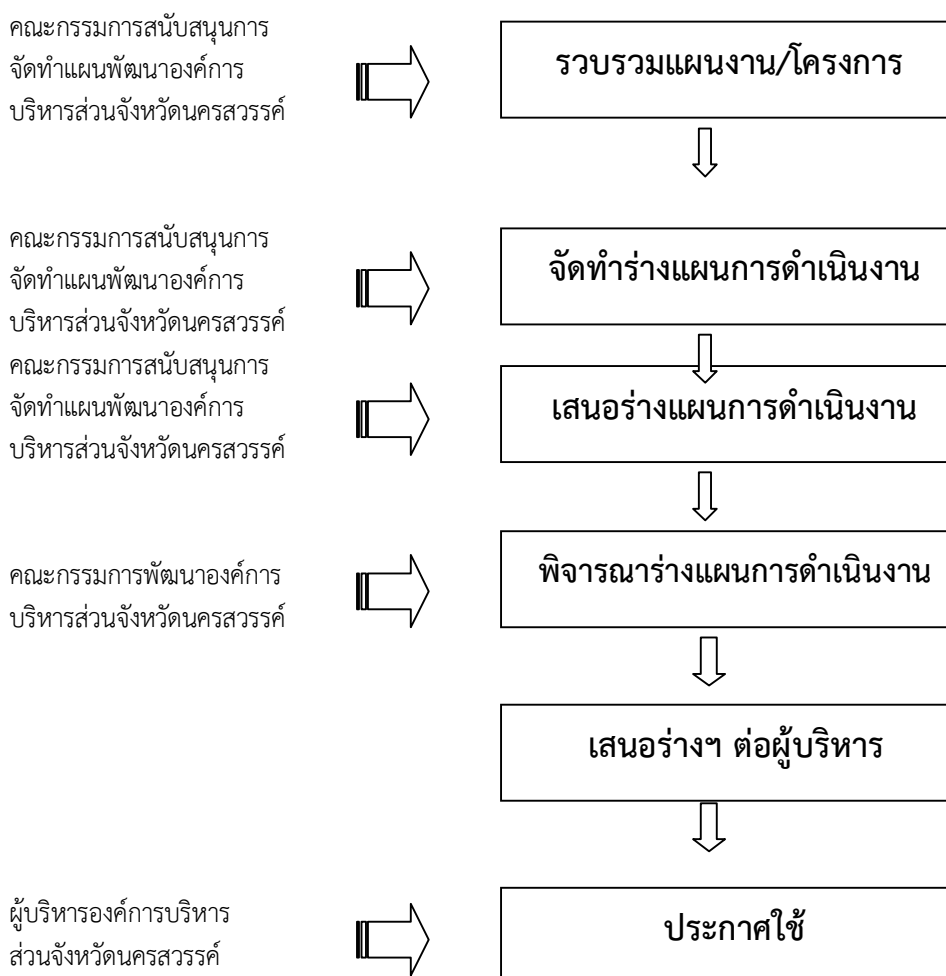 คณะกรรมการสนับสนุนการ
จัดทำแผนพัฒนาองค์การ
บริหารส่วนจังหวัดนครสวรรค์
รวบรวมแผนงาน/โครงการ
คณะกรรมการสนับสนุนการ
จัดทำแผนพัฒนาองค์การ
บริหารส่วนจังหวัดนครสวรรค์
จัดทำร่างแผนการดำเนินงาน
คณะกรรมการสนับสนุนการ
จัดทำแผนพัฒนาองค์การ
บริหารส่วนจังหวัดนครสวรรค์
เสนอร่างแผนการดำเนินงาน
คณะกรรมการพัฒนาองค์การ
บริหารส่วนจังหวัดนครสวรรค์
พิจารณาร่างแผนการดำเนินงาน
เสนอร่างฯ ต่อผู้บริหาร
ผู้บริหารองค์การบริหาร
ส่วนจังหวัดนครสวรรค์
ประกาศใช้